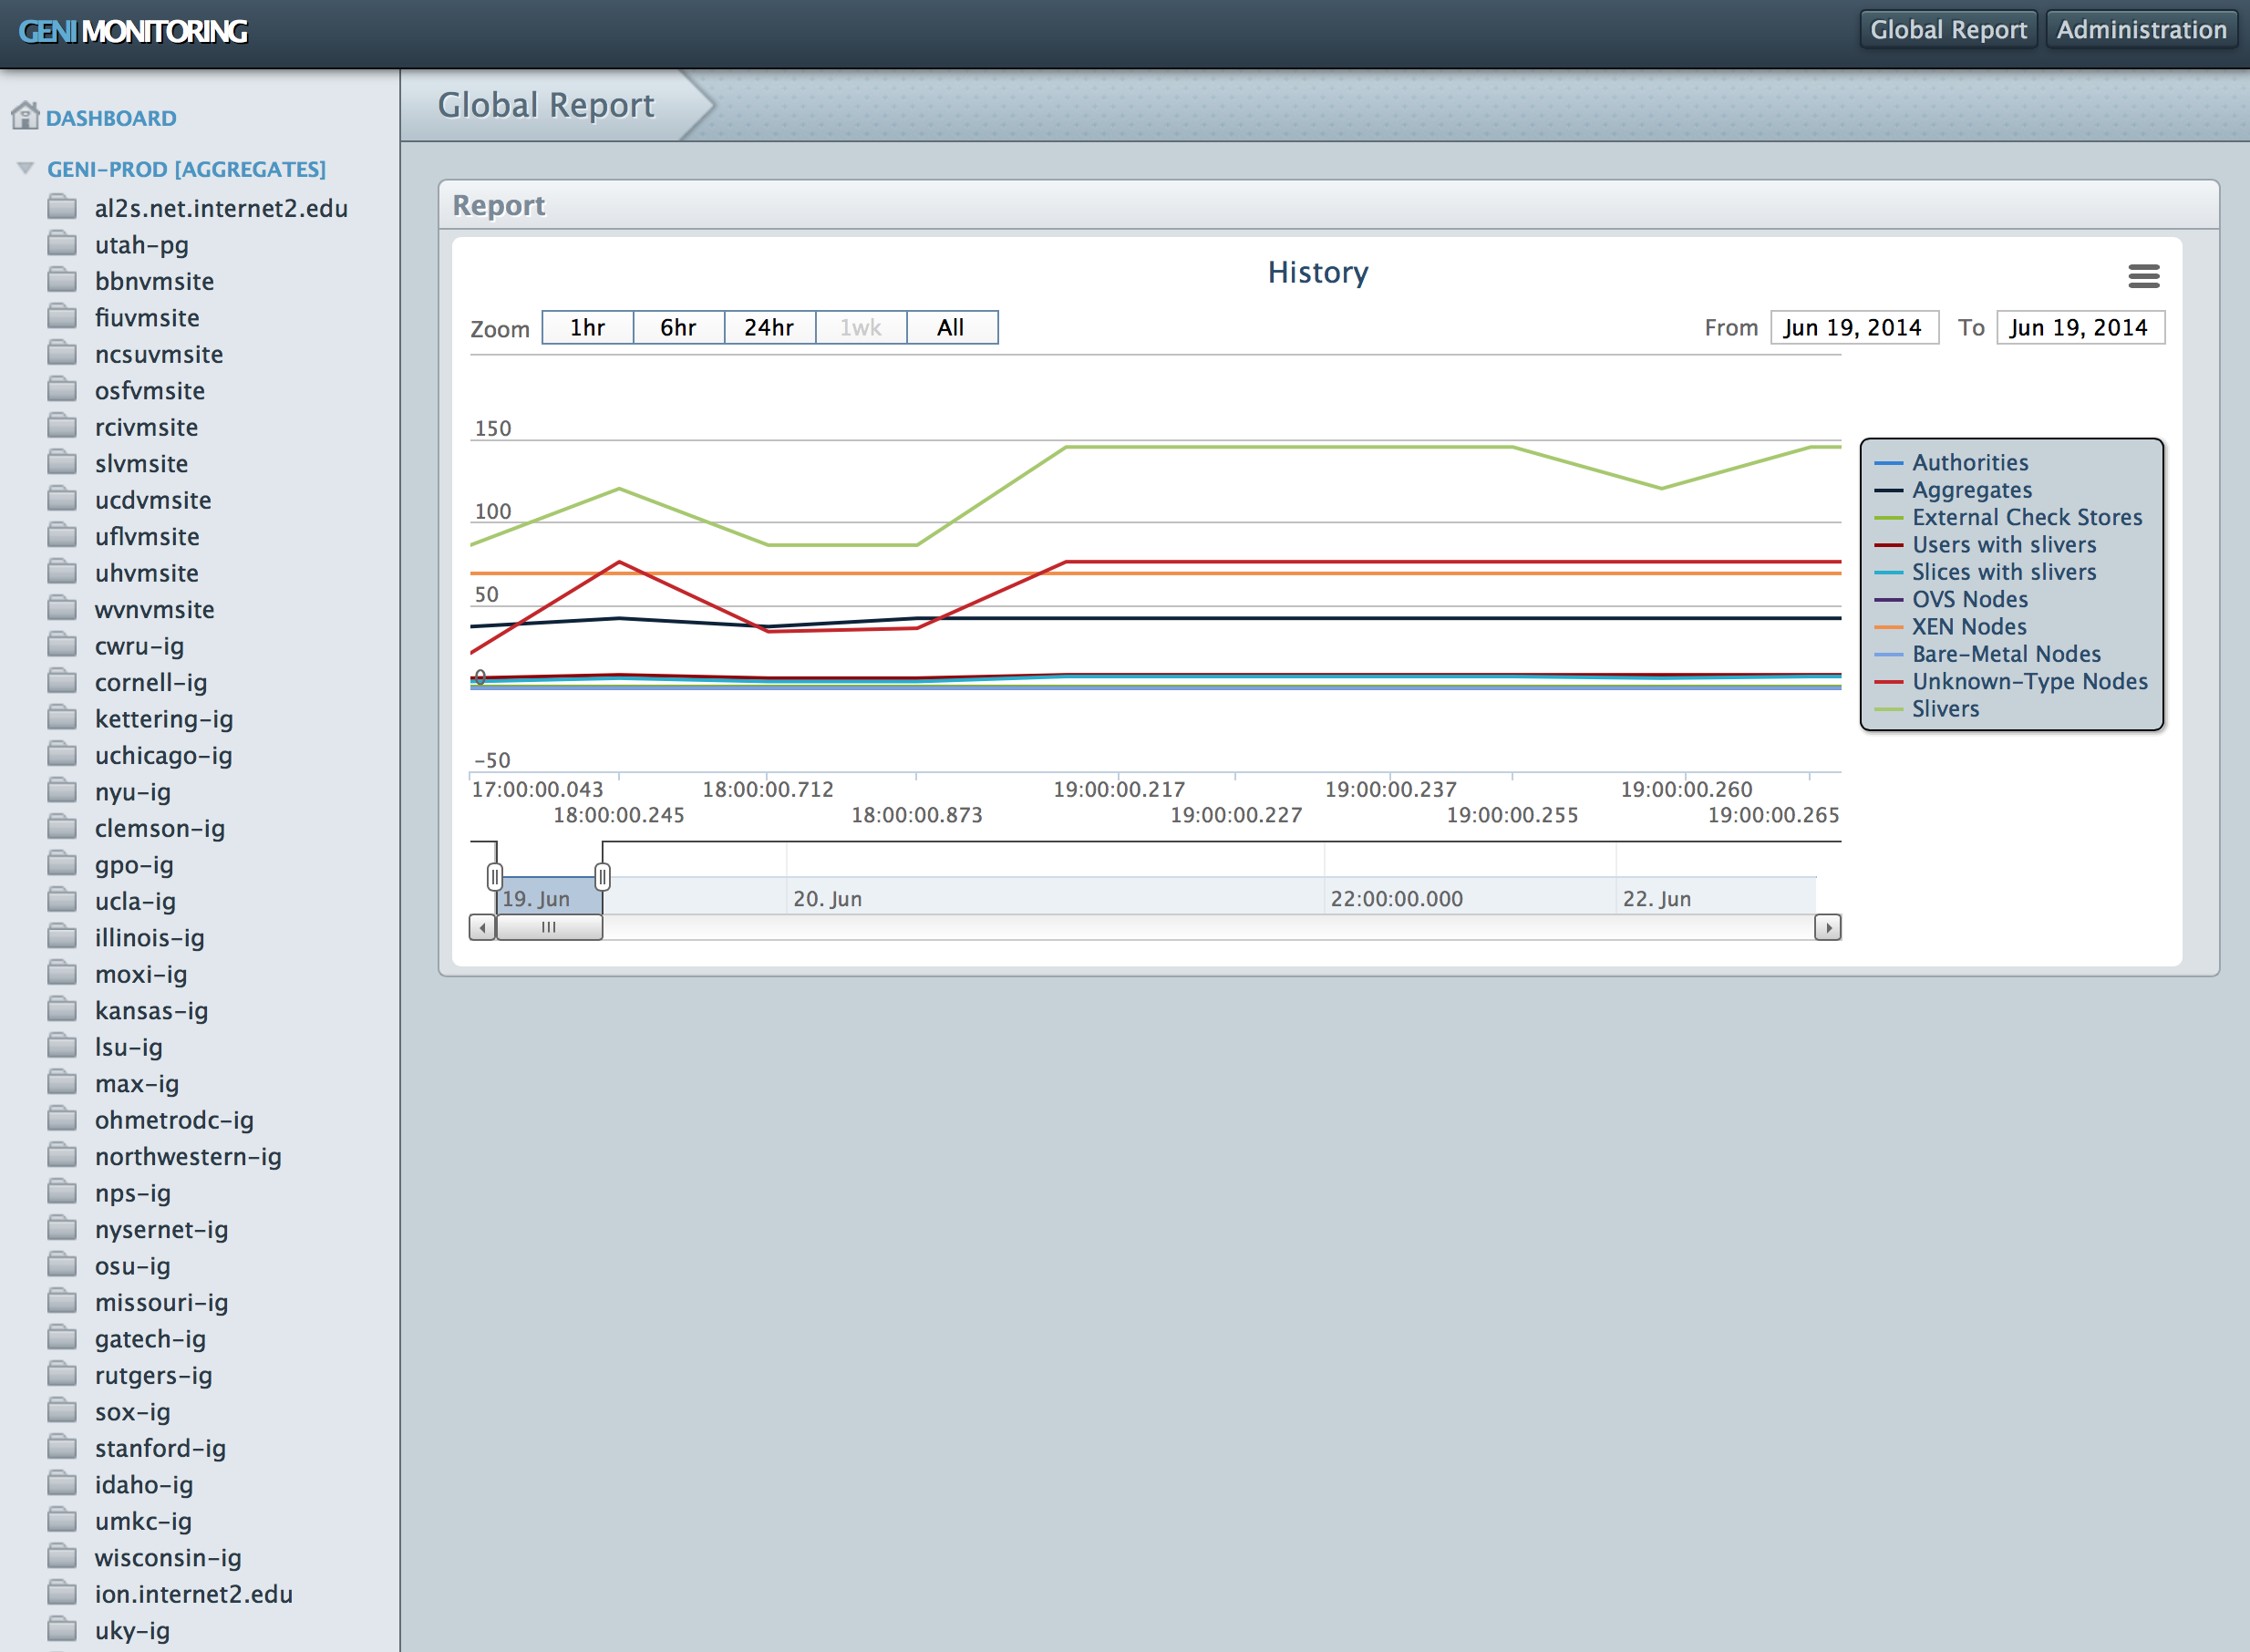 GENI MONITORING
Global Report
Administration
DASHBOARD
GENI-PROD [AGGREGATES]
al2s.net.internet2.edu
utah-pg
bbnvmsite
fiuvmsite
ncsuvmsite
osfvmsite
rcivmsite
slvmsite
ucdvmsite
uflvmsite
uhvmsite
wvnvmsite
cwru-ig
cornell-ig
kettering-ig
uchicago-ig
nyu-ig
clemson-ig
gpo-ig
ucla-ig
illinois-ig
moxi-ig
kansas-ig
lsu-ig
max-ig
ohmetrodc-ig
northwestern-ig
nps-ig
nysernet-ig
osu-ig
missouri-ig
gatech-ig
rutgers-ig
sox-ig
stanford-ig
idaho-ig
umkc-ig
wisconsin-ig
ion.internet2.edu
uky-ig
Global Report
Report
History
Zoom 1hr 6hr 24hr 1wk All
From Jun 19, 2014 To Jun 19, 2014
150
100
50
0
-50
17:00:00.043 18:00:00.712 19:00:00.217 19:00:00.237 19:00:00.260
18:00:00.245 18:00:00.873 19:00:00.227 19:00:00.255 19:00:00.265
19. Jun 20. Jun 22:00:00.000 22. Jun
Authorities
Aggregates
External Check Stores
Users with slivers
Slices with slivers
OVS Nodes
XEN Nodes
Bare-Metal Nodes
Unknown-Type Nodes
Slivers